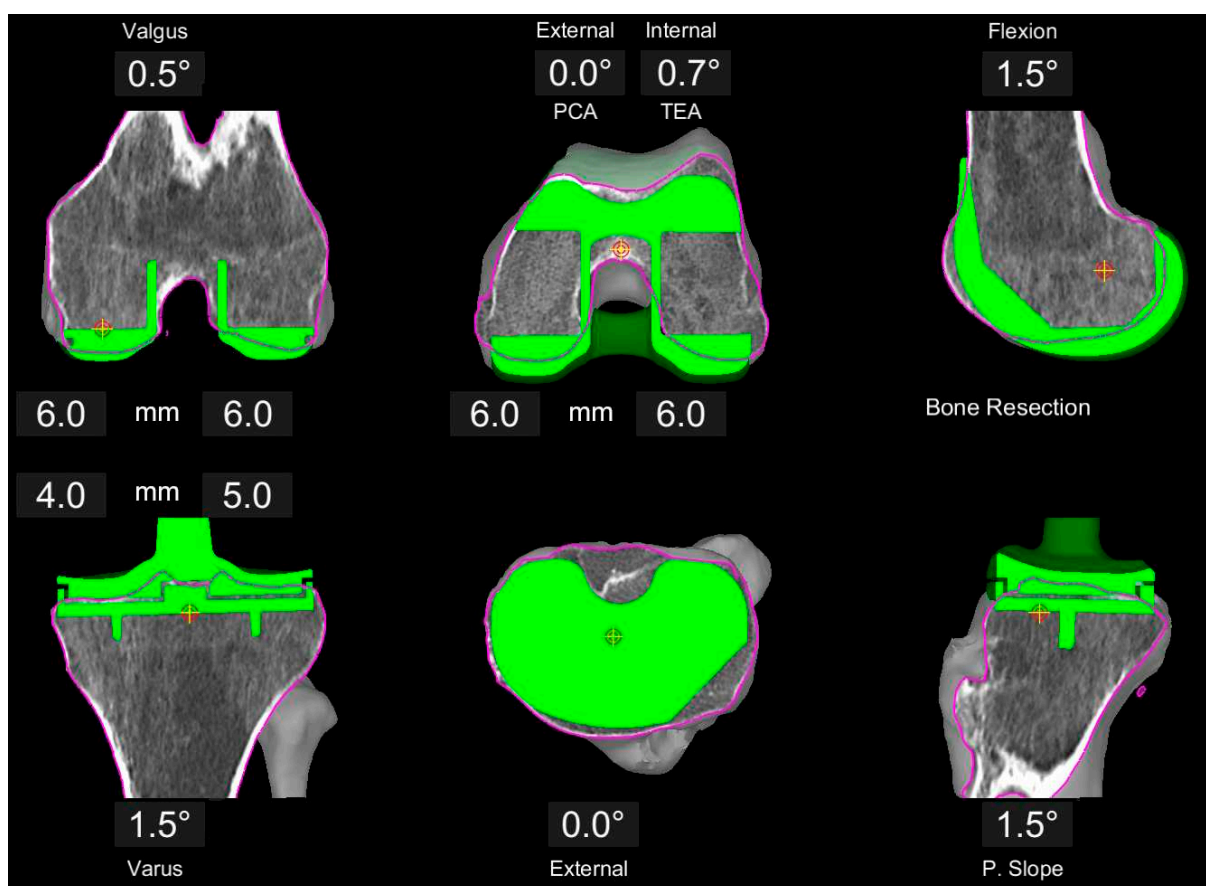 Valgus
0.5°
External Internal
0.0° 0.7°
PCA TEA
Flexion
1.5°
6.0 mm 6.0
6.0 mm 6.0
Bone Resection
4.0 mm 5.0
1.5°
Varus
0.0°
External
1.5°
P. Slope